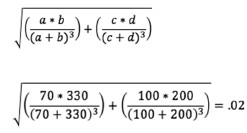 √((a * b)/(a + b)³) + ((c * d)/(c + d)³)
√((70 * 330)/(70 + 330)³) + ((100 * 200)/(100 + 200)³) = .02